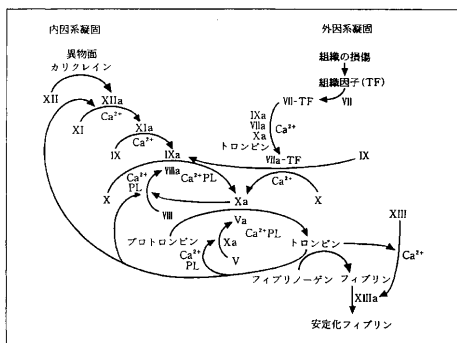 内因系凝固
外因系凝固
異物面
カリクレイン
組織の損傷
組織因子(TF)
XII
XIIa
Ca²⁺
VII-TF
VII
XI
XIa
Ca²⁺
IXa
VIIa
Xa
トロンビン
Ca²⁺
IX
IXa
VIIa-TF
IX
Ca²⁺
PL
VIIIa
Ca²⁺PL
Ca²⁺
X
VIII
Xa
X
Va
XIII
プロトロンビン
Xa
Ca²⁺PL
トロンビン
Ca²⁺
Ca²⁺
PL
V
フィブリノーゲン
フィブリン
XIIIa
安定化フィブリン